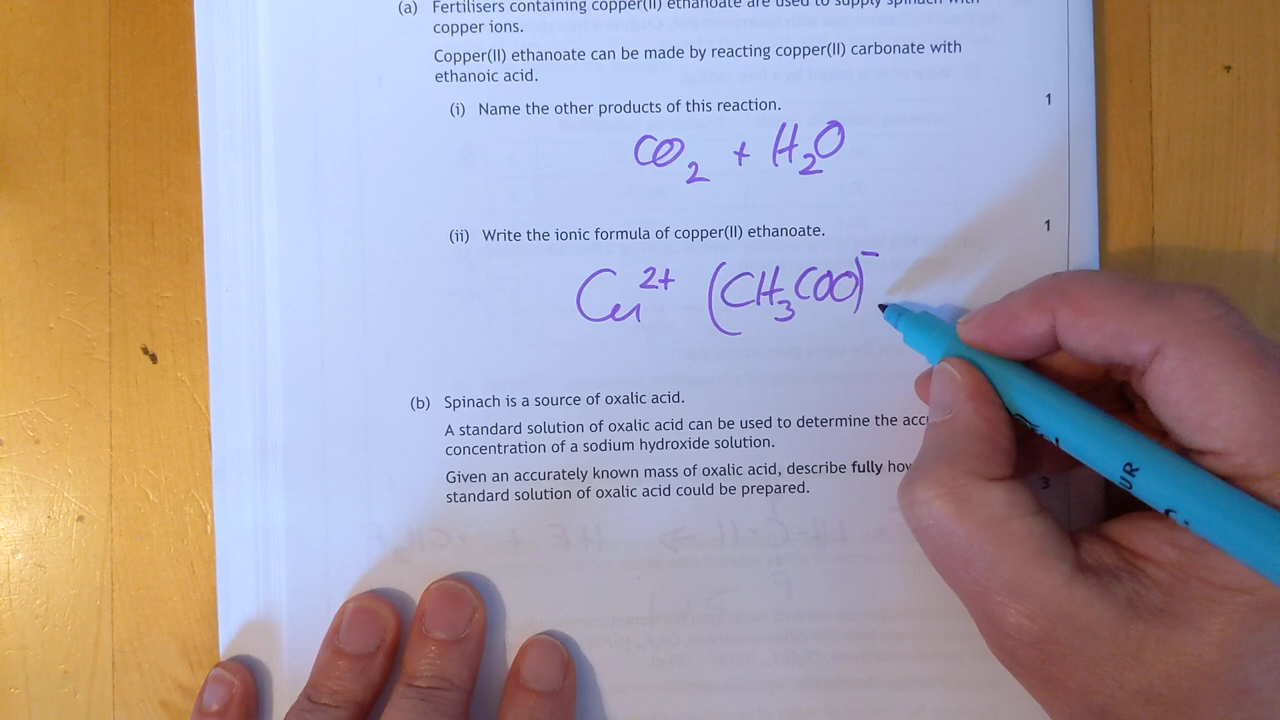 (a) Fertilisers containing copper(II) ethanoate are used to supply spinach with
copper ions.
Copper(II) ethanoate can be made by reacting copper(II) carbonate with
ethanoic acid.
(i) Name the other products of this reaction. 1
CO₂ + H₂O
(ii) Write the ionic formula of copper(II) ethanoate. 1
Cu²⁺ (CH₃COO)⁻
(b) Spinach is a source of oxalic acid.
A standard solution of oxalic acid can be used to determine the
concentration of a sodium hydroxide solution.
Given an accurately known mass of oxalic acid, describe fully
standard solution of oxalic acid could be prepared. 3
UR